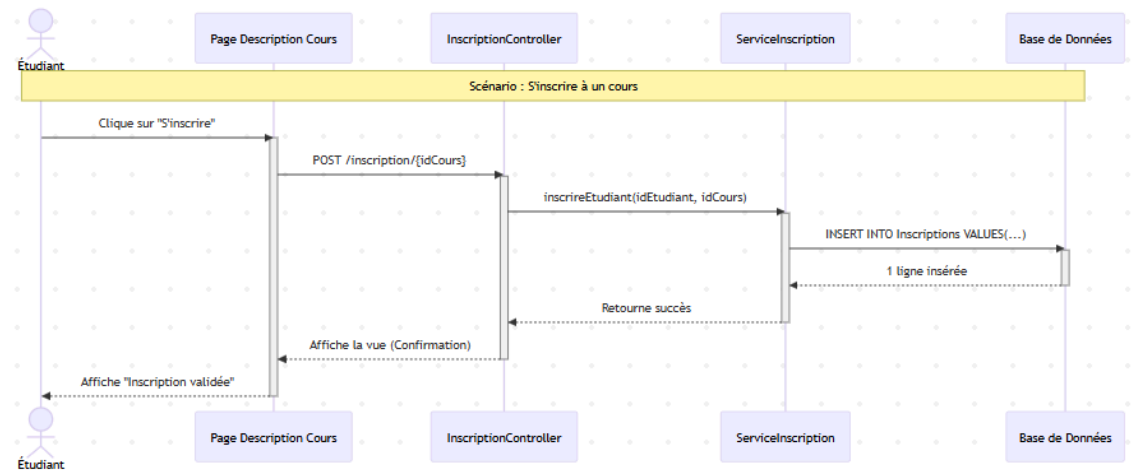 Étudiant
Page Description Cours
InscriptionController
ServiceInscription
Base de Données
Scénario : S'inscrire à un cours
Clique sur "S'inscrire"
POST /inscription/{idCours}
inscrireEtudiant(idEtudiant, idCours)
INSERT INTO Inscriptions VALUES(...)
1 ligne insérée
Retourne succès
Affiche la vue (Confirmation)
Affiche "Inscription validée"
Étudiant
Page Description Cours
InscriptionController
ServiceInscription
Base de Données